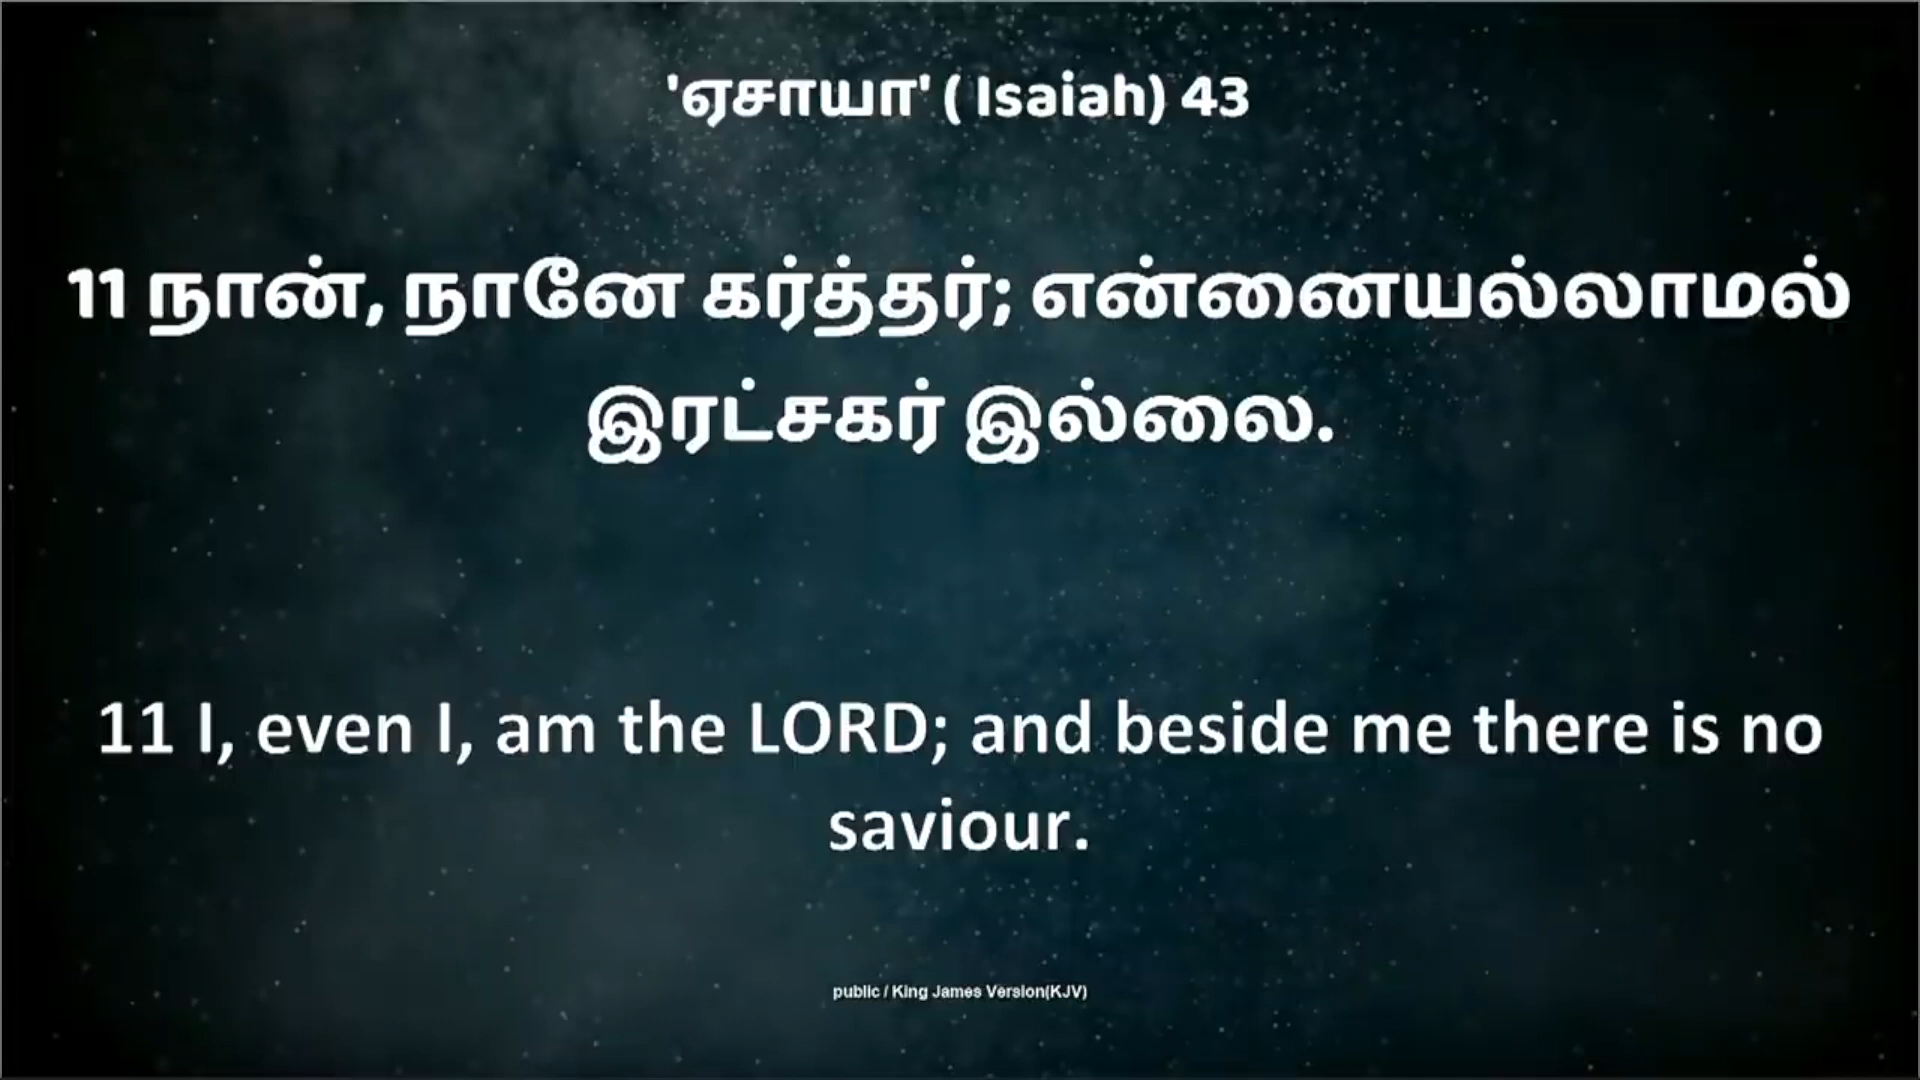 'ஏசாயா' ( Isaiah) 43
11 நான், நானே கர்த்தர்; என்னையல்லாமல்
இரட்சகர் இல்லை.
11 I, even I, am the LORD; and beside me there is no
saviour.
public / King James Version(KJV)